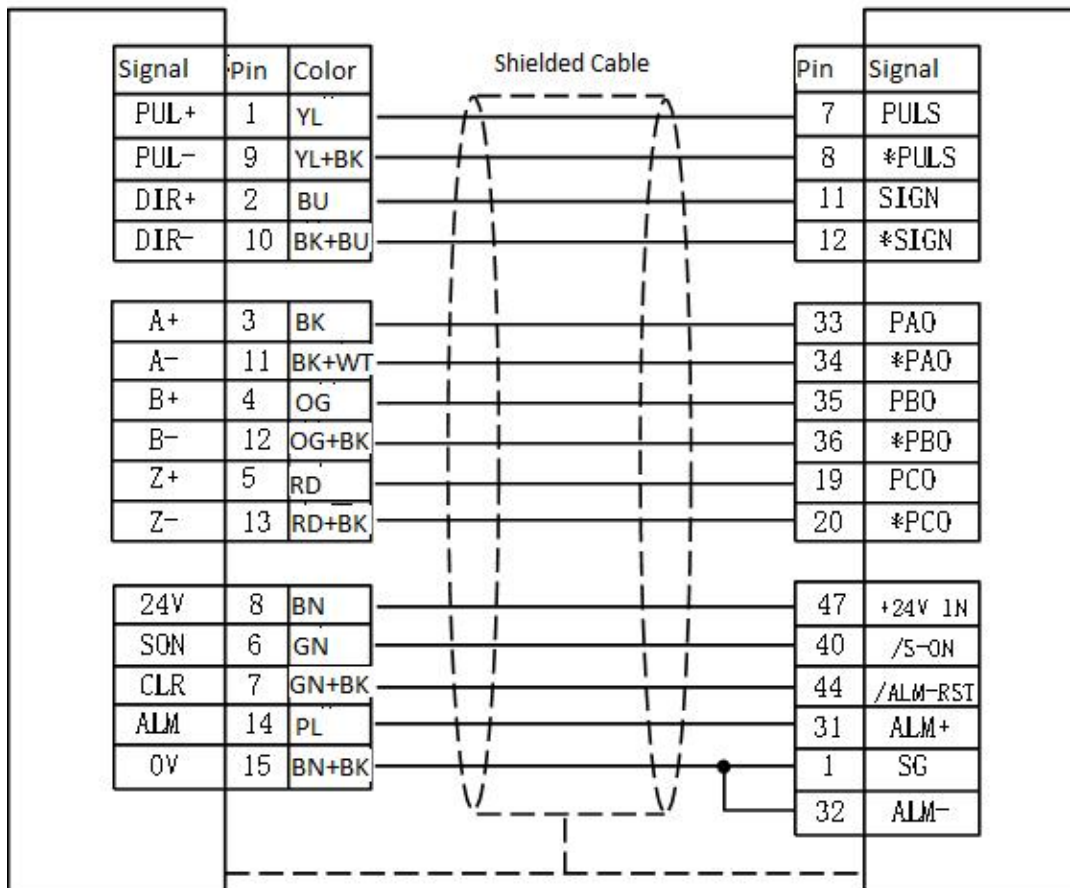 Shielded Cable
Signal Pin Color Pin Signal
PUL+ 1 YL 7 PULS
PUL- 9 YL+BK 8 *PULS
DIR+ 2 BU 11 SIGN
DIR- 10 BK+BU 12 *SIGN
A+ 3 BK 33 PAO
A- 11 BK+WT 34 *PAO
B+ 4 OG 35 PBO
B- 12 OG+BK 36 *PBO
Z+ 5 RD 19 PCO
Z- 13 RD+BK 20 *PCO
24V 8 BN 47 +24V IN
SON 6 GN 40 /S-ON
CLR 7 GN+BK 44 /ALM-RST
ALM 14 PL 31 ALM+
0V 15 BN+BK 1 SG
32 ALM-